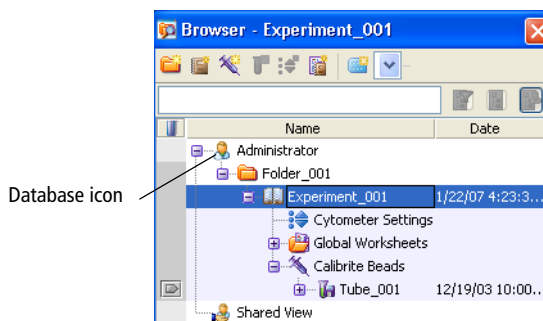 Browser - Experiment_001
Name Date
Administrator
Folder_001
Experiment_001 1/22/07 4:23:3...
Database icon
Cytometer Settings
Global Worksheets
Calibrite Beads
Tube_001 12/19/03 10:00..
Shared View